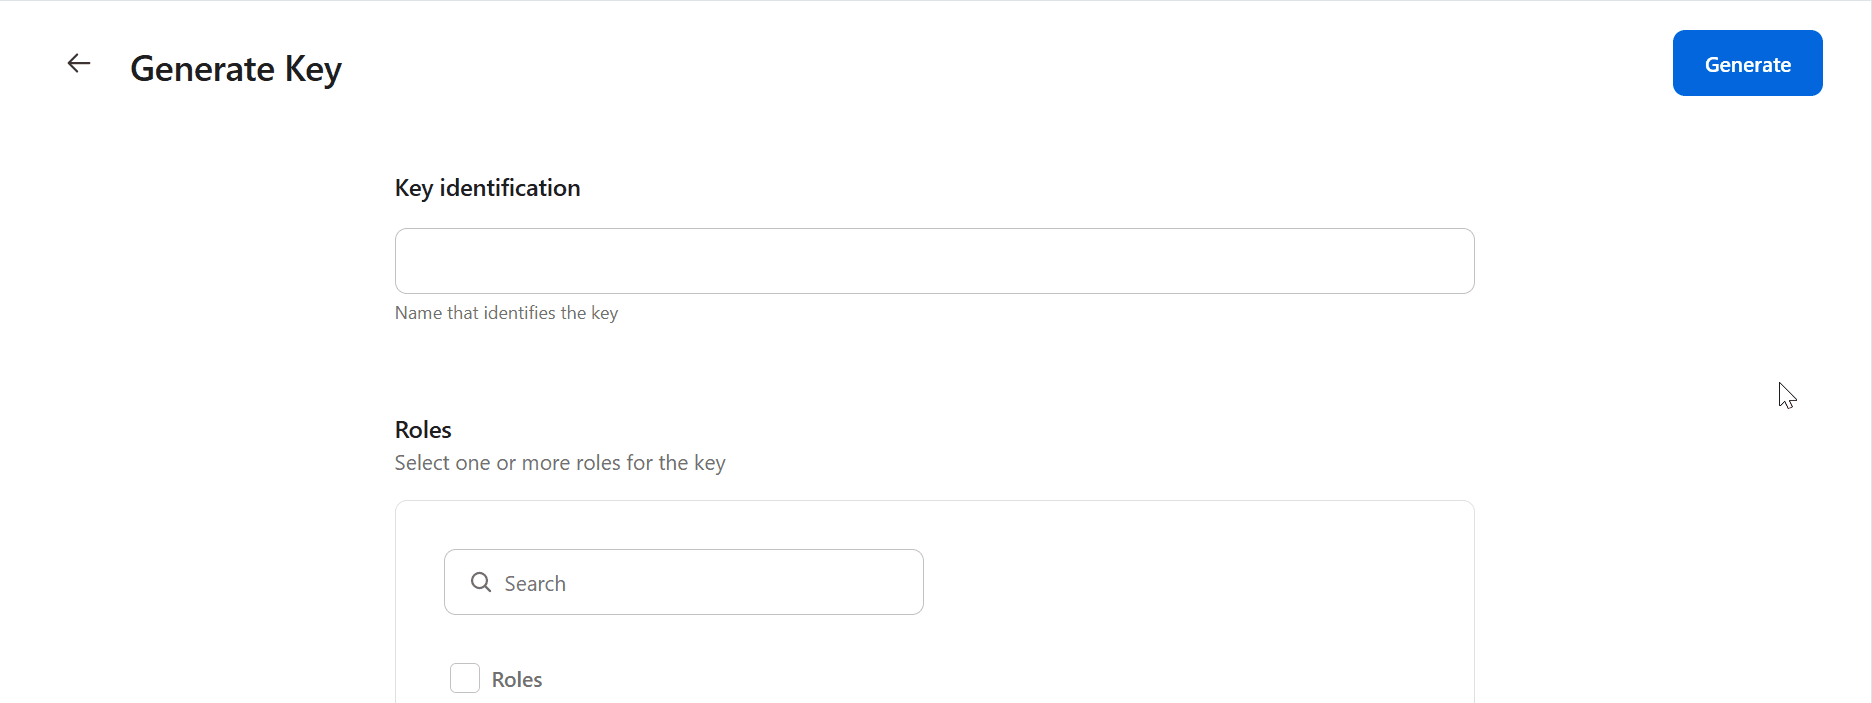 Generate Key
Generate
Key identification
Name that identifies the key
Roles
Select one or more roles for the key
Search
Roles